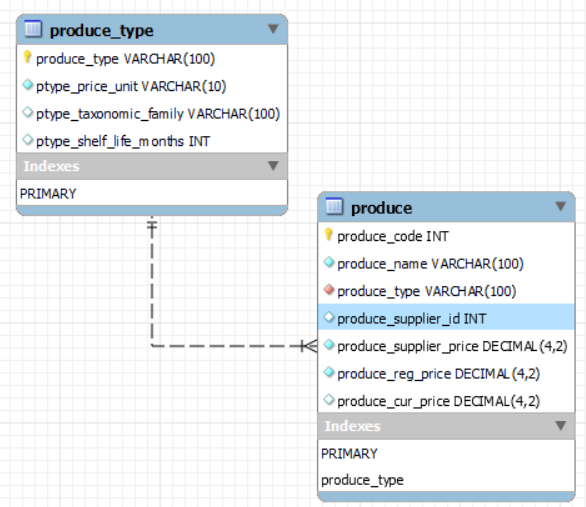 produce_type
produce_type VARCHAR(100)
ptype_price_unit VARCHAR(10)
ptype_taxonomic_family VARCHAR(100)
ptype_shelf_life_months INT
Indexes
PRIMARY
produce
produce_code INT
produce_name VARCHAR(100)
produce_type VARCHAR(100)
produce_supplier_id INT
produce_supplier_price DECIMAL(4,2)
produce_reg_price DECIMAL(4,2)
produce_cur_price DECIMAL(4,2)
Indexes
PRIMARY
produce_type